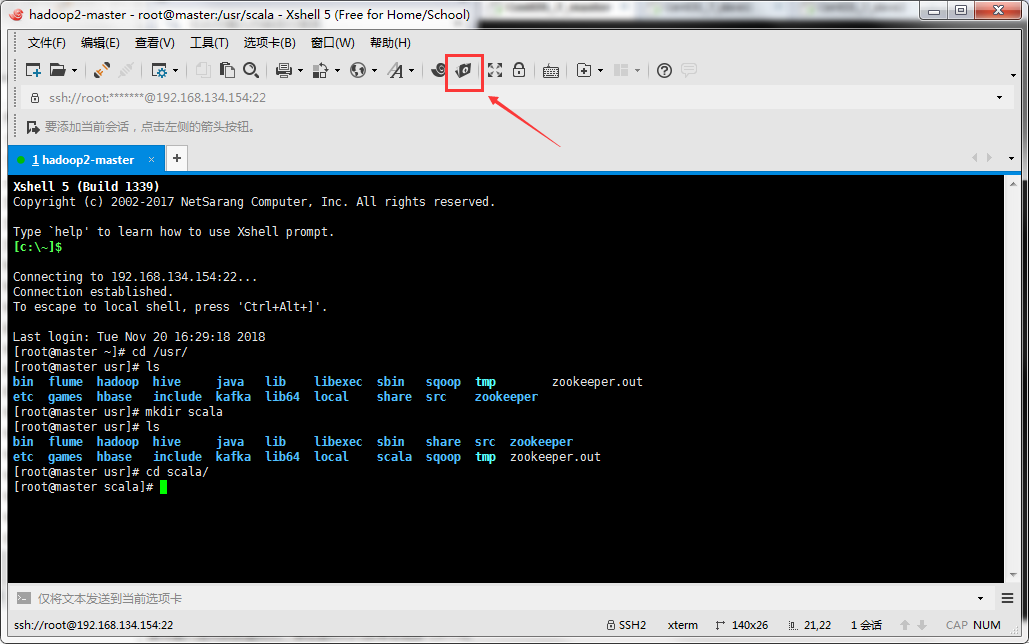 hadoop2-master - root@master:/usr/scala - Xshell 5 (Free for Home/School)
文件(F) 编辑(E) 查看(V) 工具(T) 选项卡(B) 窗口(W) 帮助(H)
ssh://root:*******@192.168.134.154:22
要添加当前会话，点击左侧的箭头按钮。
1 hadoop2-master × +
Xshell 5 (Build 1339)
Copyright (c) 2002-2017 NetSarang Computer, Inc. All rights reserved.
Type `help' to learn how to use Xshell prompt.
[c:\~]$
Connecting to 192.168.134.154:22...
Connection established.
To escape to local shell, press 'Ctrl+Alt+]'.
Last login: Tue Nov 20 16:29:18 2018
[root@master ~]# cd /usr/
[root@master usr]# ls
bin flume hadoop hive java lib libexec sbin sqoop tmp zookeeper.out
etc games hbase include kafka lib64 local share src zookeeper
[root@master usr]# mkdir scala
[root@master usr]# ls
bin flume hadoop hive java lib libexec sbin share src zookeeper
etc games hbase include kafka lib64 local scala sqoop tmp zookeeper.out
[root@master usr]# cd scala/
[root@master scala]#
仅将文本发送到当前选项卡
ssh://root@192.168.134.154:22 SSH2 xterm 140x26 21,22 1 会话 CAP NUM